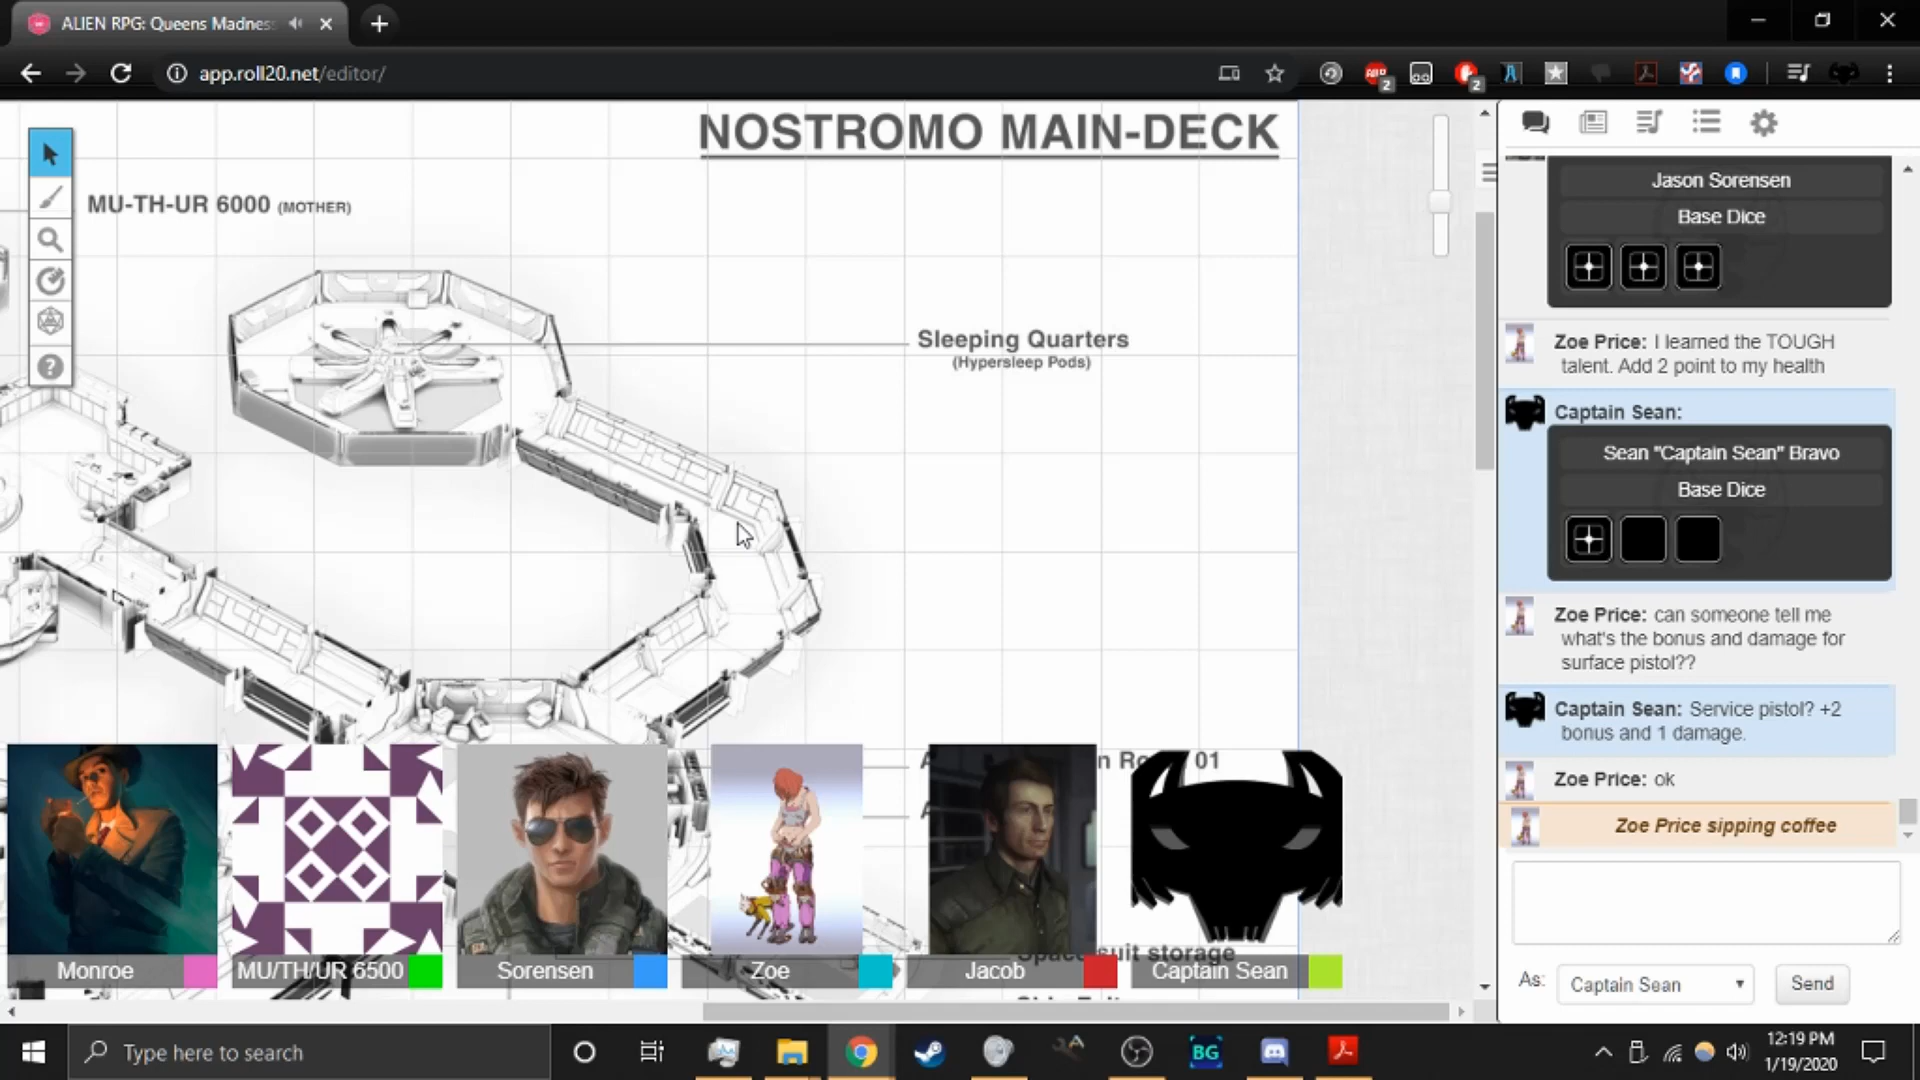 ALIEN RPG: Queens Madnes
app.roll20.net/editor/
2
2
NOSTROMO MAIN-DECK
MU-TH-UR 6000 (MOTHER)
Sleeping Quarters
(Hypersleep Pods)
01
suit storage
Monroe
MU/TH/UR 6500
Sorensen
Zoe
Jacob
Captain Sean
Jason Sorensen
Base Dice
Zoe Price: I learned the TOUGH
talent. Add 2 point to my health
Captain Sean:
Sean "Captain Sean" Bravo
Base Dice
Zoe Price: can someone tell me
what's the bonus and damage for
surface pistol??
Captain Sean: Service pistol? +2
bonus and 1 damage.
Zoe Price: ok
Zoe Price sipping coffee
As:
Captain Sean
Send
Type here to search
BG
12:19 PM
1/19/2020